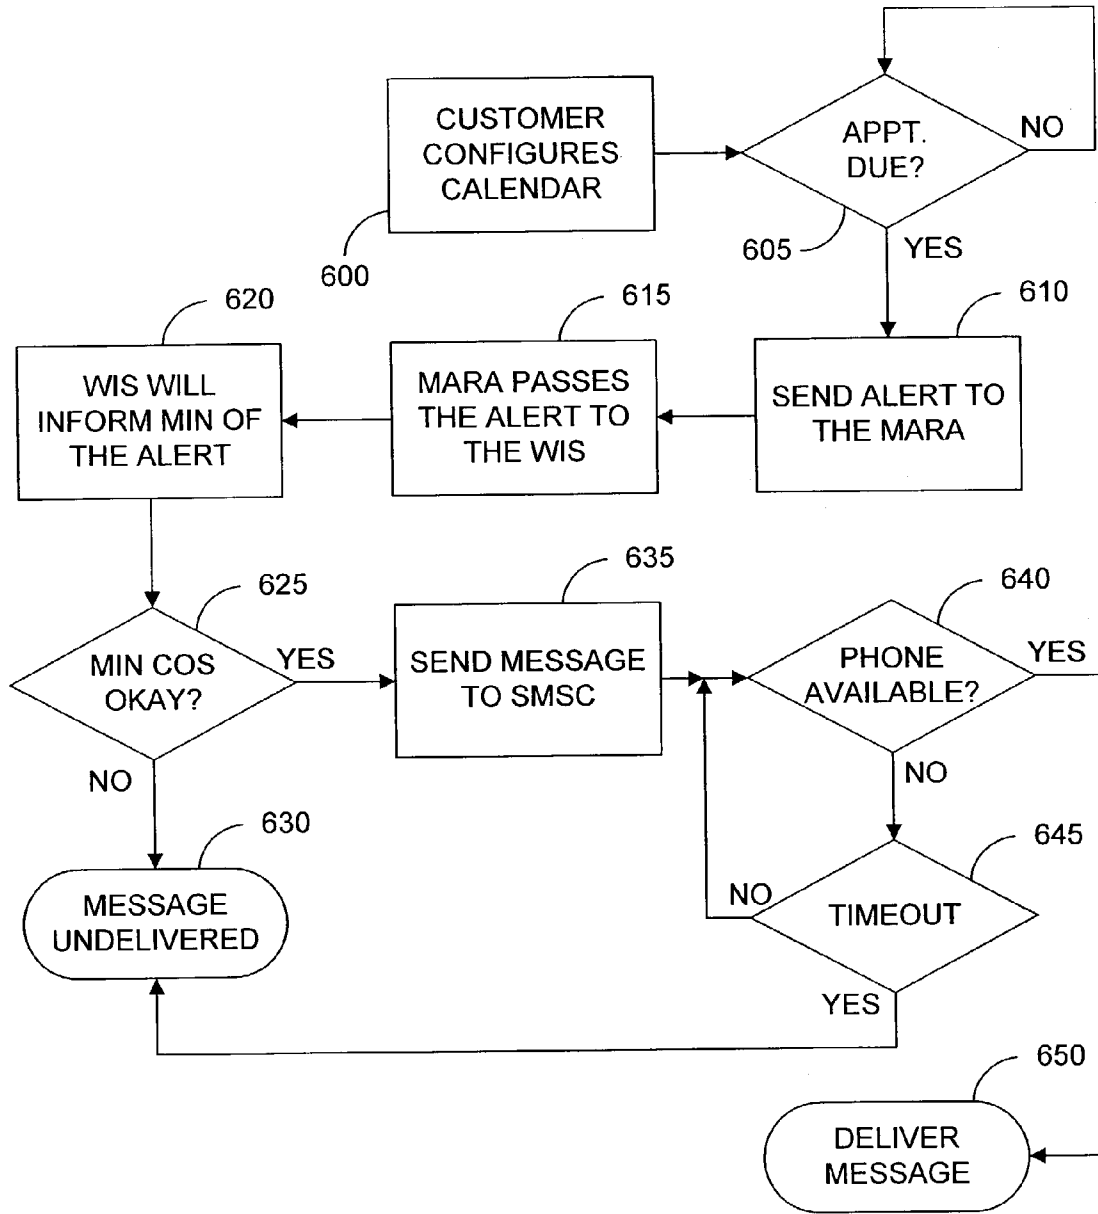 CUSTOMER
CONFIGURES
CALENDAR
600
APPT.
DUE?
NO
605
YES
610
SEND ALERT TO
THE MARA
615
MARA PASSES
THE ALERT TO
THE WIS
620
WIS WILL
INFORM MIN OF
THE ALERT
625
MIN COS
OKAY?
YES
NO
630
MESSAGE
UNDELIVERED
635
SEND MESSAGE
TO SMSC
640
PHONE
AVAILABLE?
YES
NO
645
TIMEOUT
NO
YES
650
DELIVER
MESSAGE